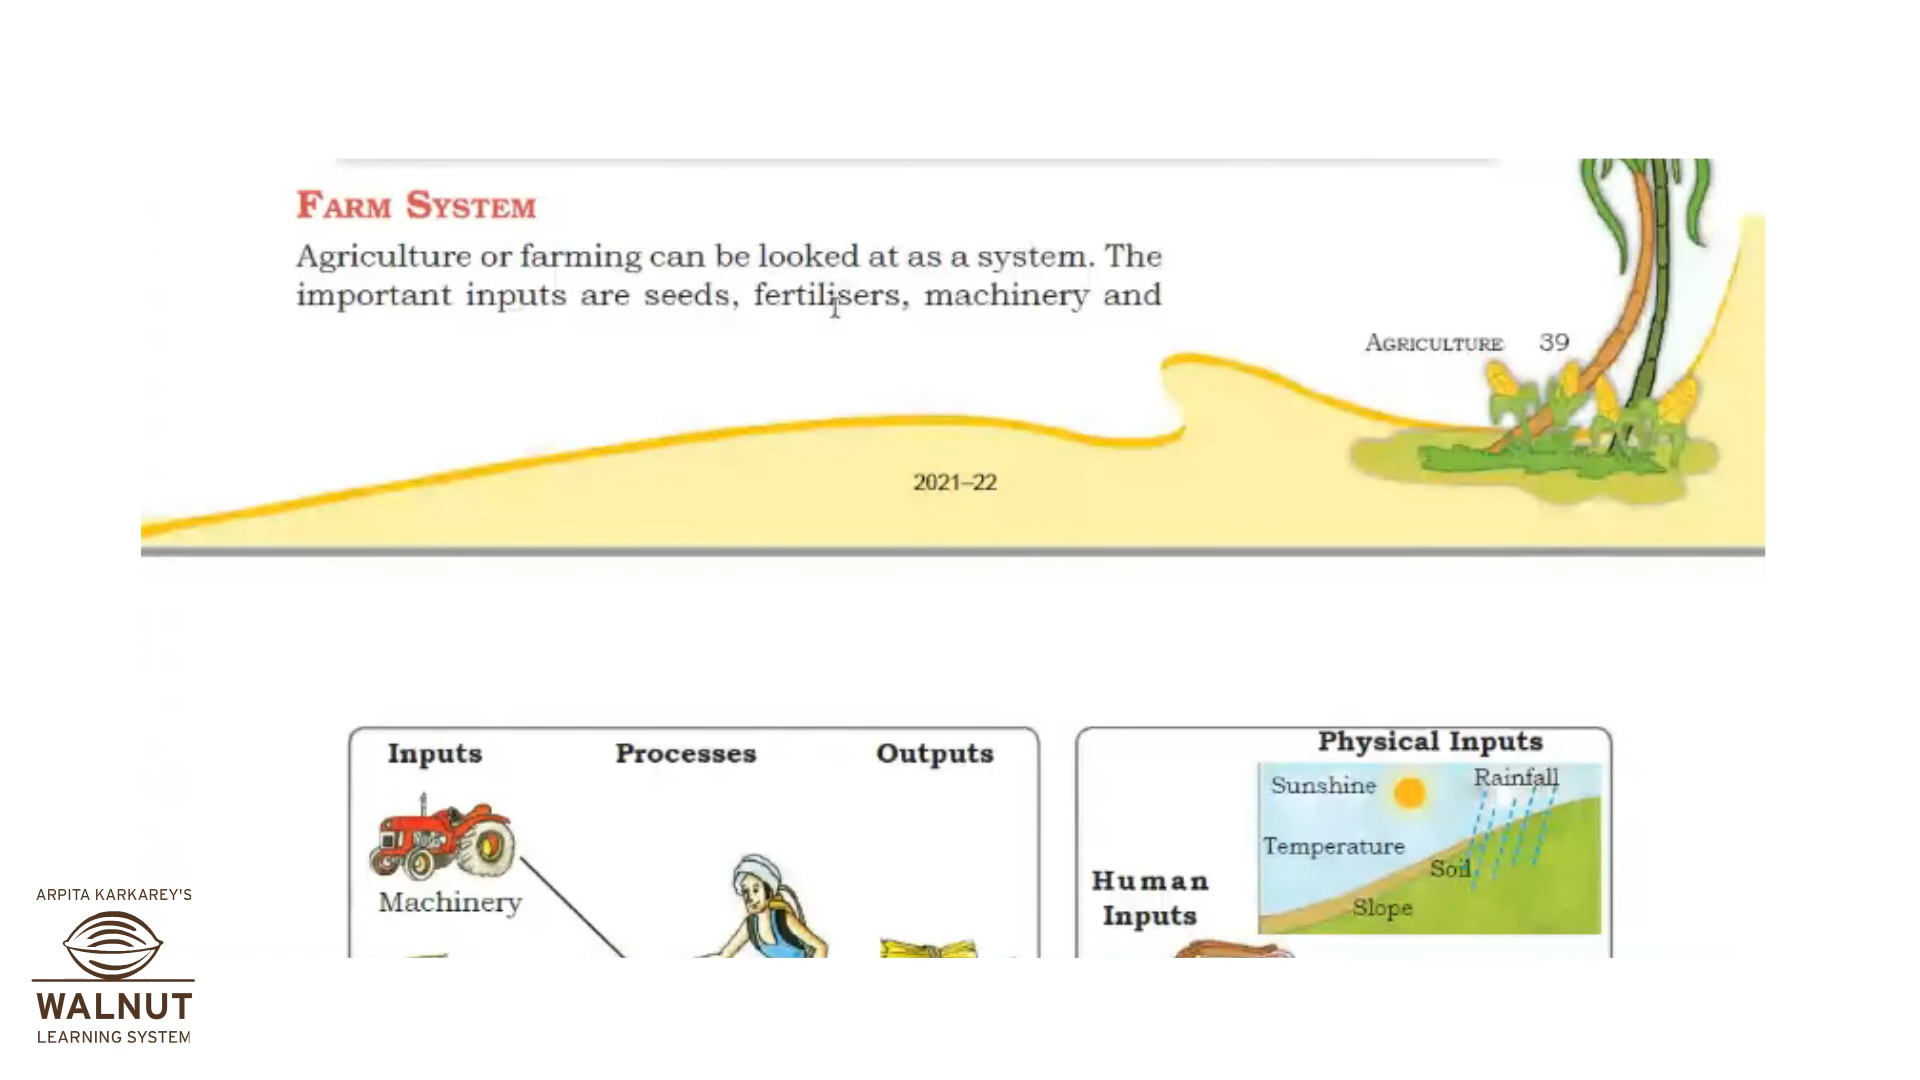 FARM SYSTEM
Agriculture or farming can be looked at as a system. The
important inputs are seeds, fertilisers, machinery and
AGRICULTURE 39
2021–22
Inputs Processes Outputs
Machinery
Physical Inputs
Sunshine Rainfall
Temperature
Soil
Slope
Human
Inputs
ARPITA KARKAREY'S
WALNUT
LEARNING SYSTEM